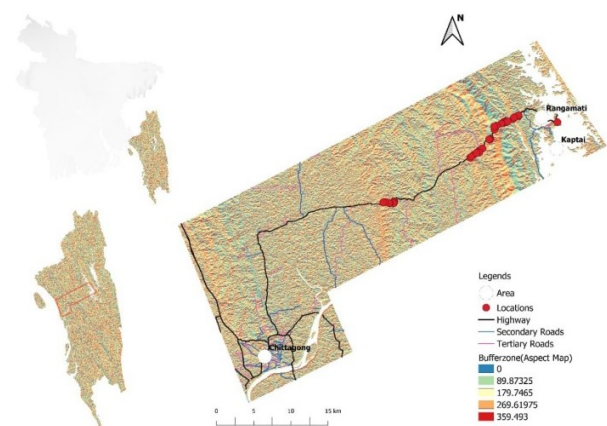 N
Rangamati
Kaptai
Chittagong
Legends
Area
Locations
Highway
Secondary Roads
Tertiary Roads
Bufferzone(Aspect Map)
0
89.87325
179.7465
269.61975
359.493
0 5 10 15 km